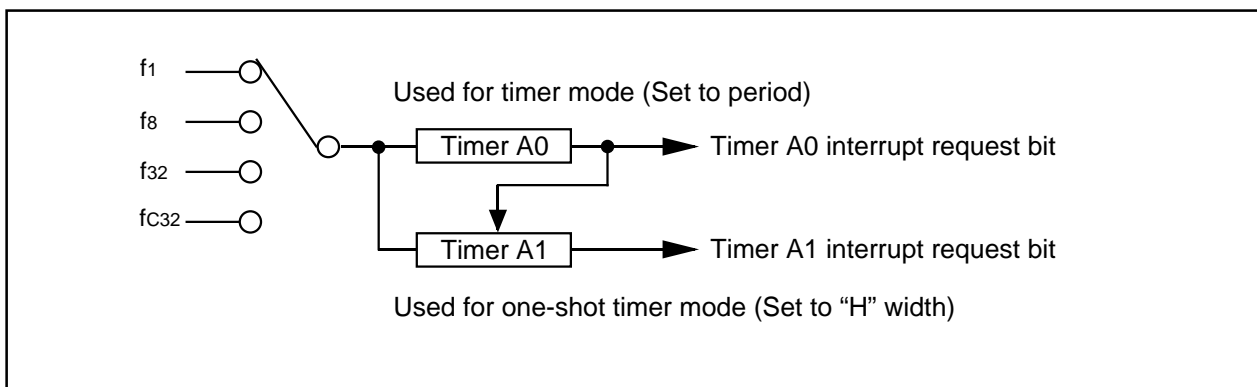 f1
Used for timer mode (Set to period)
f8
Timer A0
Timer A0 interrupt request bit
f32
fC32
Timer A1
Timer A1 interrupt request bit
Used for one-shot timer mode (Set to “H” width)